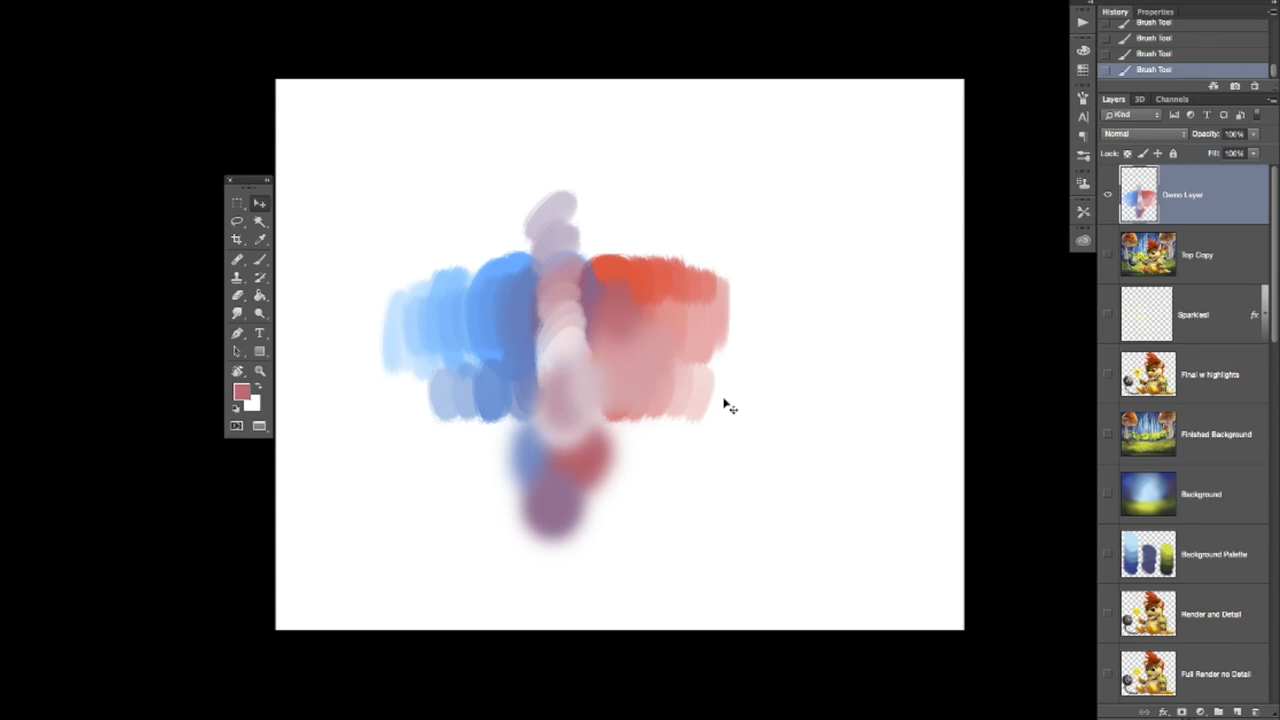 History Properties
Brush Tool
Brush Tool
Brush Tool
Brush Tool
Layers 3D Channels
Kind
Normal Opacity: 100%
Lock: Fill: 100%
Demo Layer
Top Copy
Sparkles!
fx
Final w highlights
Finished Background
Background
Background Palette
Render and Detail
Full Render no Detail